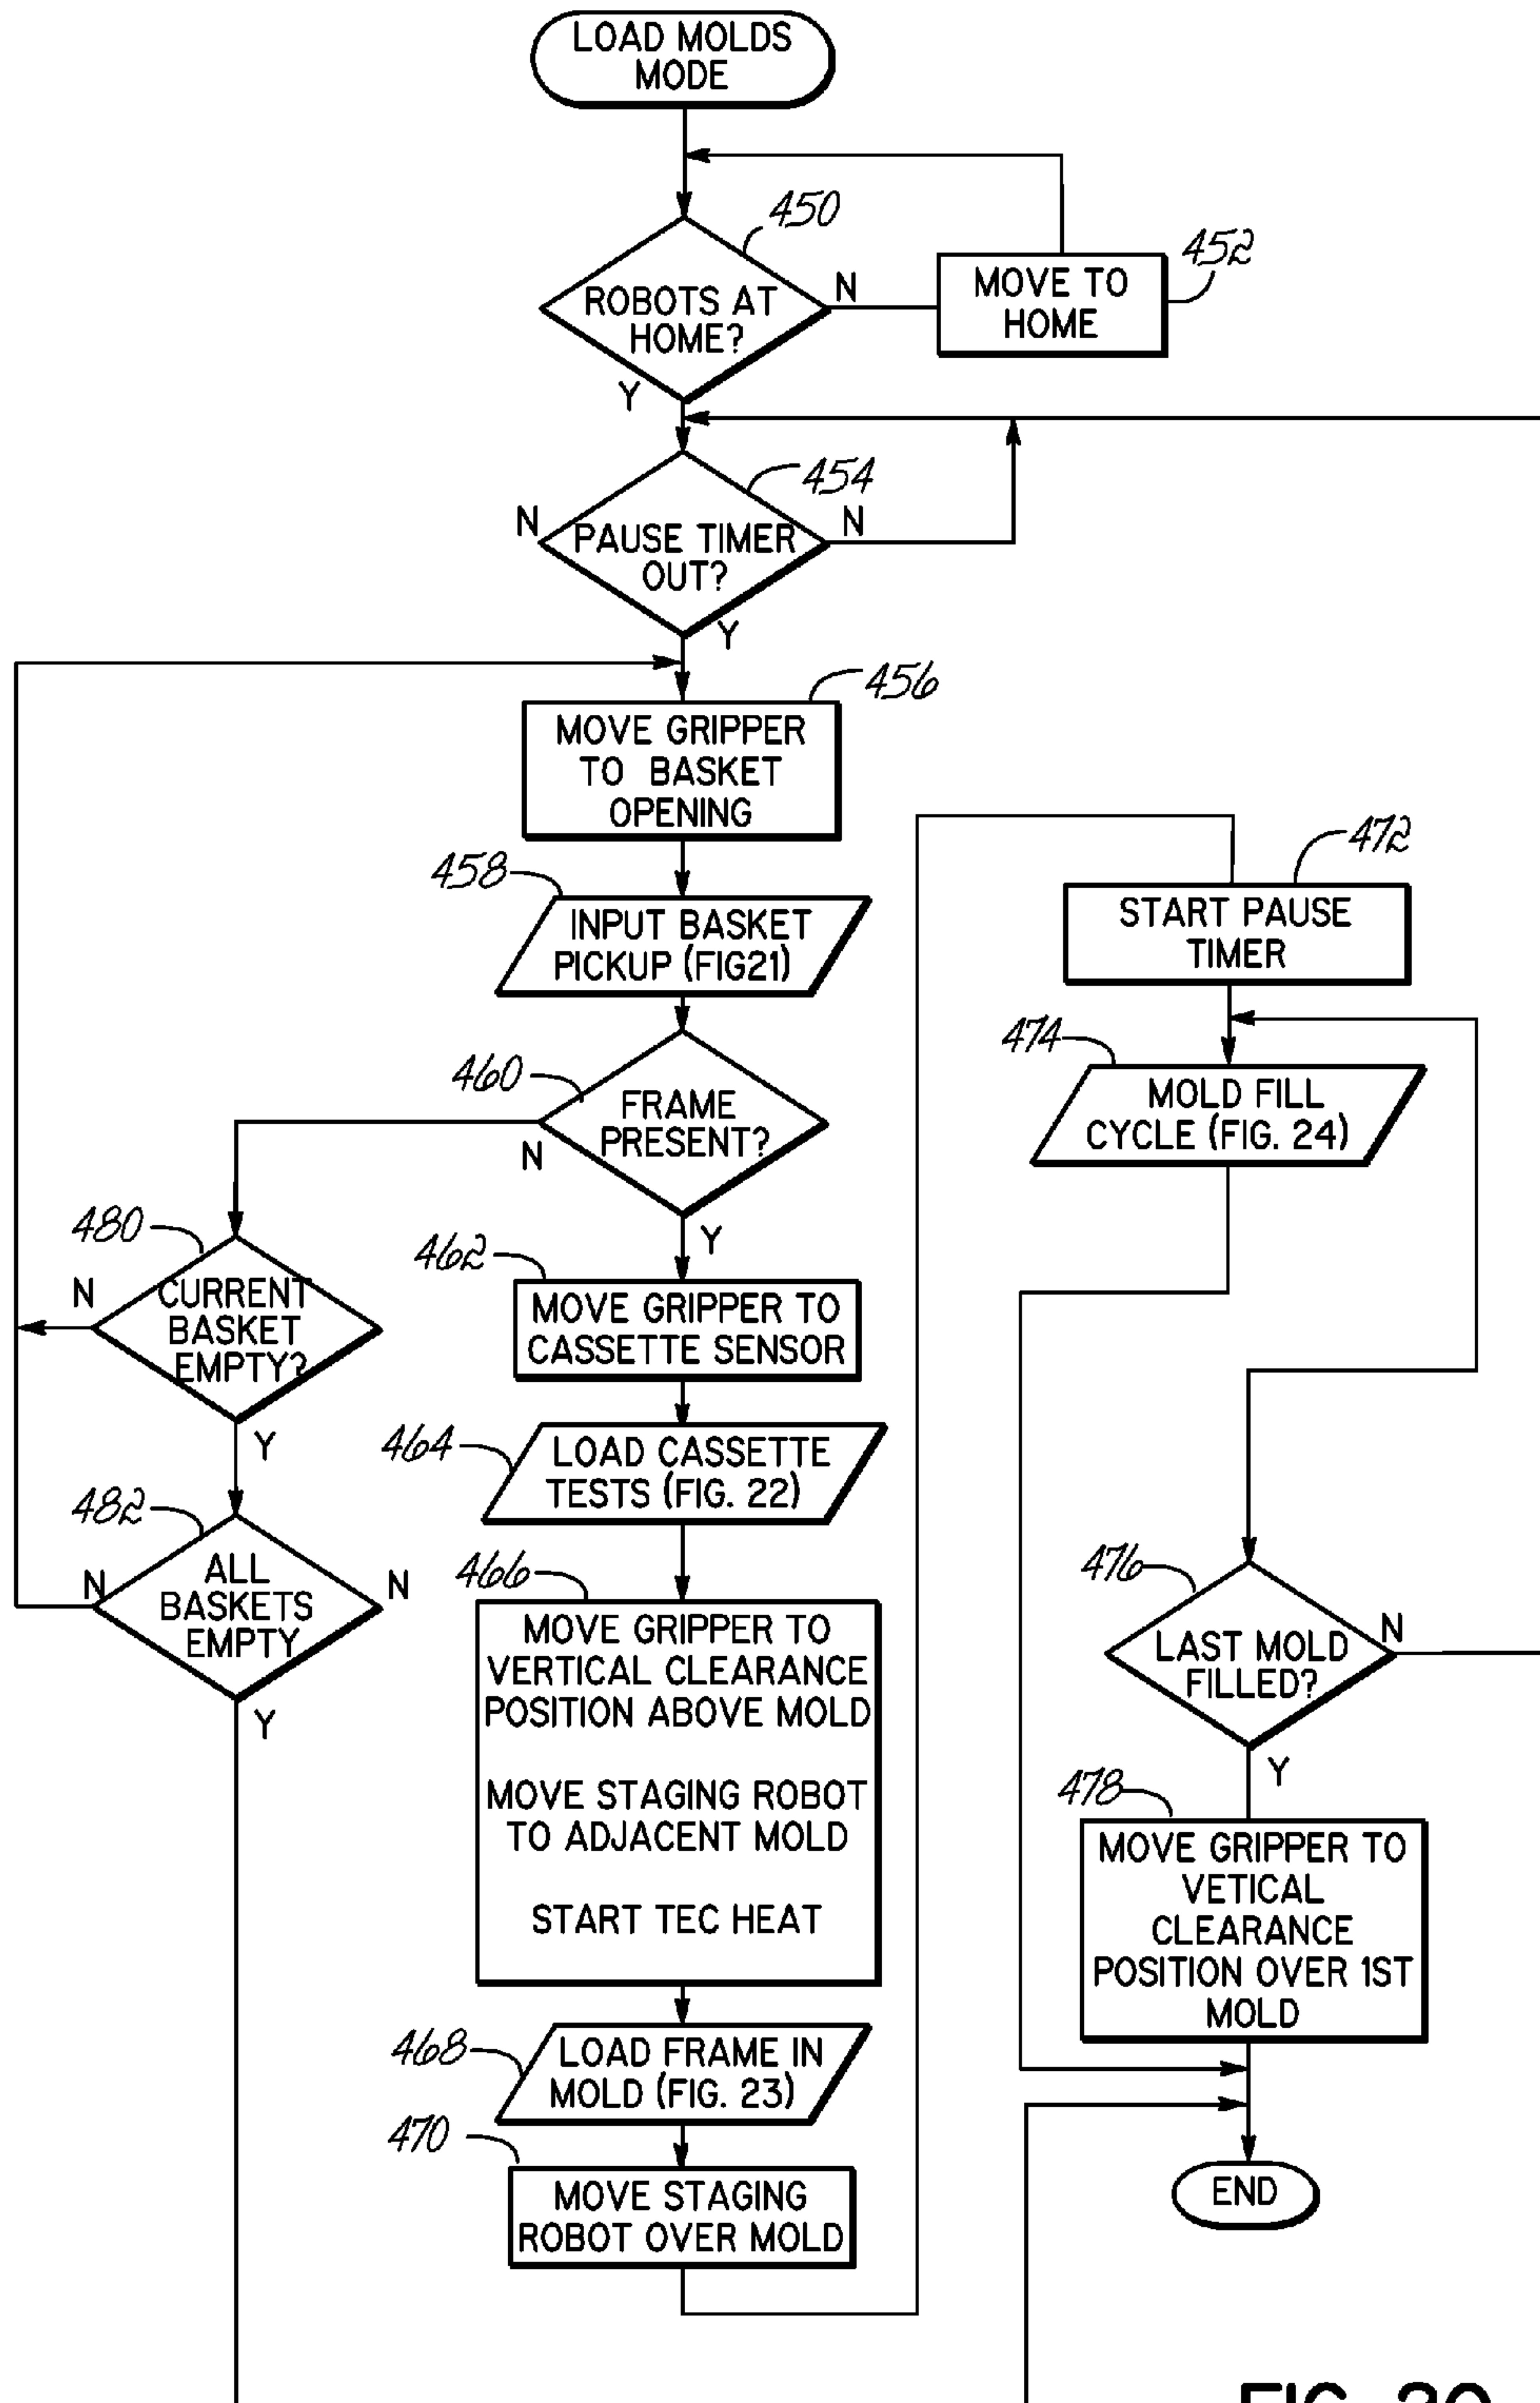 LOAD MOLDS
MODE
450
ROBOTS AT
HOME?
N
Y
452
MOVE TO
HOME
454
N
PAUSE TIMER
OUT?
N
Y
456
MOVE GRIPPER
TO BASKET
OPENING
458
INPUT BASKET
PICKUP (FIG21)
460
FRAME
PRESENT?
N
Y
462
MOVE GRIPPER TO
CASSETTE SENSOR
464
LOAD CASSETTE
TESTS (FIG. 22)
466
MOVE GRIPPER TO
VERTICAL CLEARANCE
POSITION ABOVE MOLD
MOVE STAGING ROBOT
TO ADJACENT MOLD
START TEC HEAT
468
LOAD FRAME IN
MOLD (FIG. 23)
470
MOVE STAGING
ROBOT OVER MOLD
480
N
CURRENT
BASKET
EMPTY?
Y
482
N
ALL
BASKETS
EMPTY
N
Y
472
START PAUSE
TIMER
474
MOLD FILL
CYCLE (FIG. 24)
476
LAST MOLD
FILLED?
N
Y
478
MOVE GRIPPER TO
VETICAL
CLEARANCE
POSITION OVER 1ST
MOLD
END